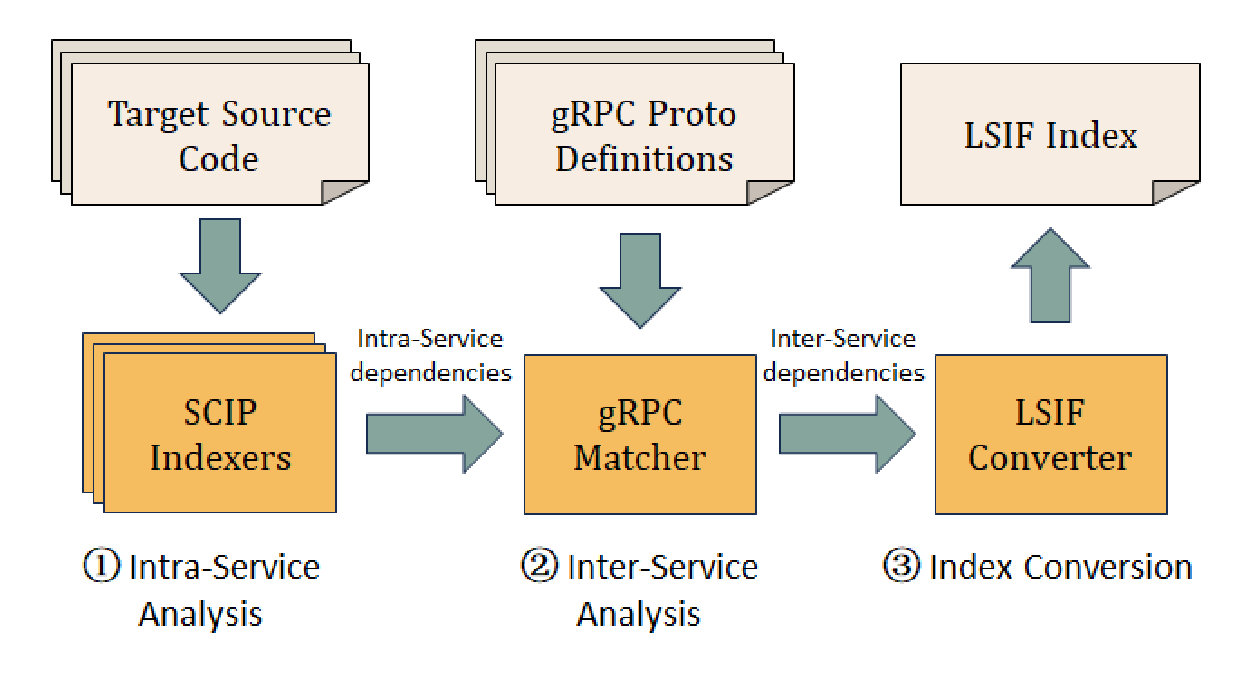 Target Source
Code
gRPC Proto
Definitions
LSIF Index
Intra-Service
dependencies
Inter-Service
dependencies
SCIP
Indexers
gRPC
Matcher
LSIF
Converter
① Intra-Service
Analysis
② Inter-Service
Analysis
③ Index Conversion